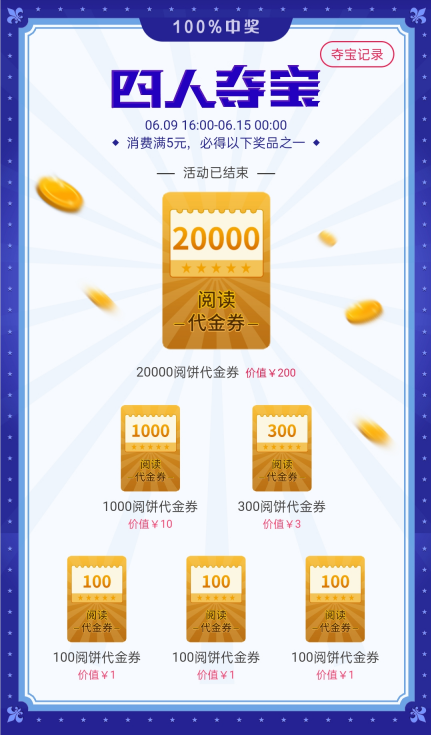 100%中奖
夺宝记录
四人夺宝
06.09 16:00-06.15 00:00
消费满5元，必得以下奖品之一
活动已结束
20000
阅读
代金券
20000阅饼代金券 价值￥200
1000 300
阅读 阅读
代金券 代金券
1000阅饼代金券 300阅饼代金券
价值￥10 价值￥3
100 100 100
阅读 阅读 阅读
代金券 代金券 代金券
100阅饼代金券 100阅饼代金券 100阅饼代金券
价值￥1 价值￥1 价值￥1